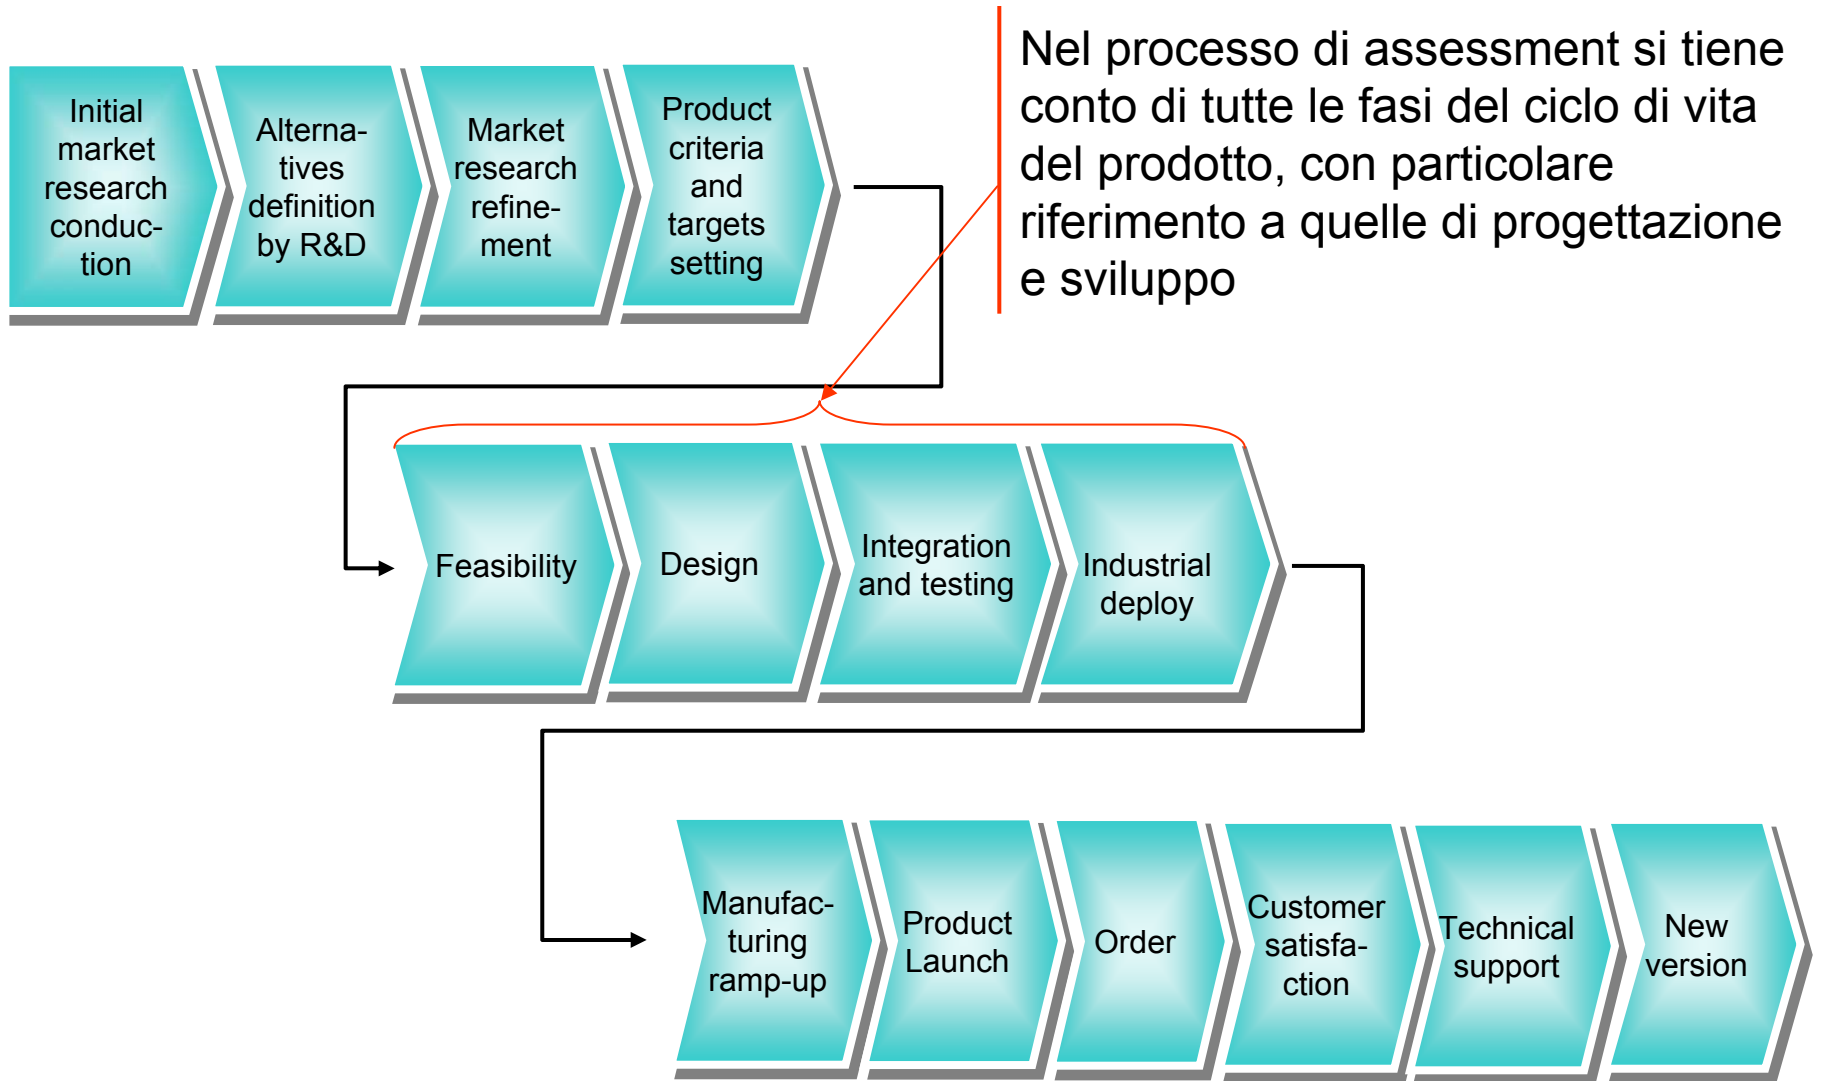 Nel processo di assessment si tiene
conto di tutte le fasi del ciclo di vita
del prodotto, con particolare
riferimento a quelle di progettazione
e sviluppo
Initial
market
research
conduc-
tion
Alterna-
tives
definition
by R&D
Market
research
refine-
ment
Product
criteria
and
targets
setting
Feasibility
Design
Integration
and testing
Industrial
deploy
Manufac-
turing
ramp-up
Product
Launch
Order
Customer
satisfa-
ction
Technical
support
New
version